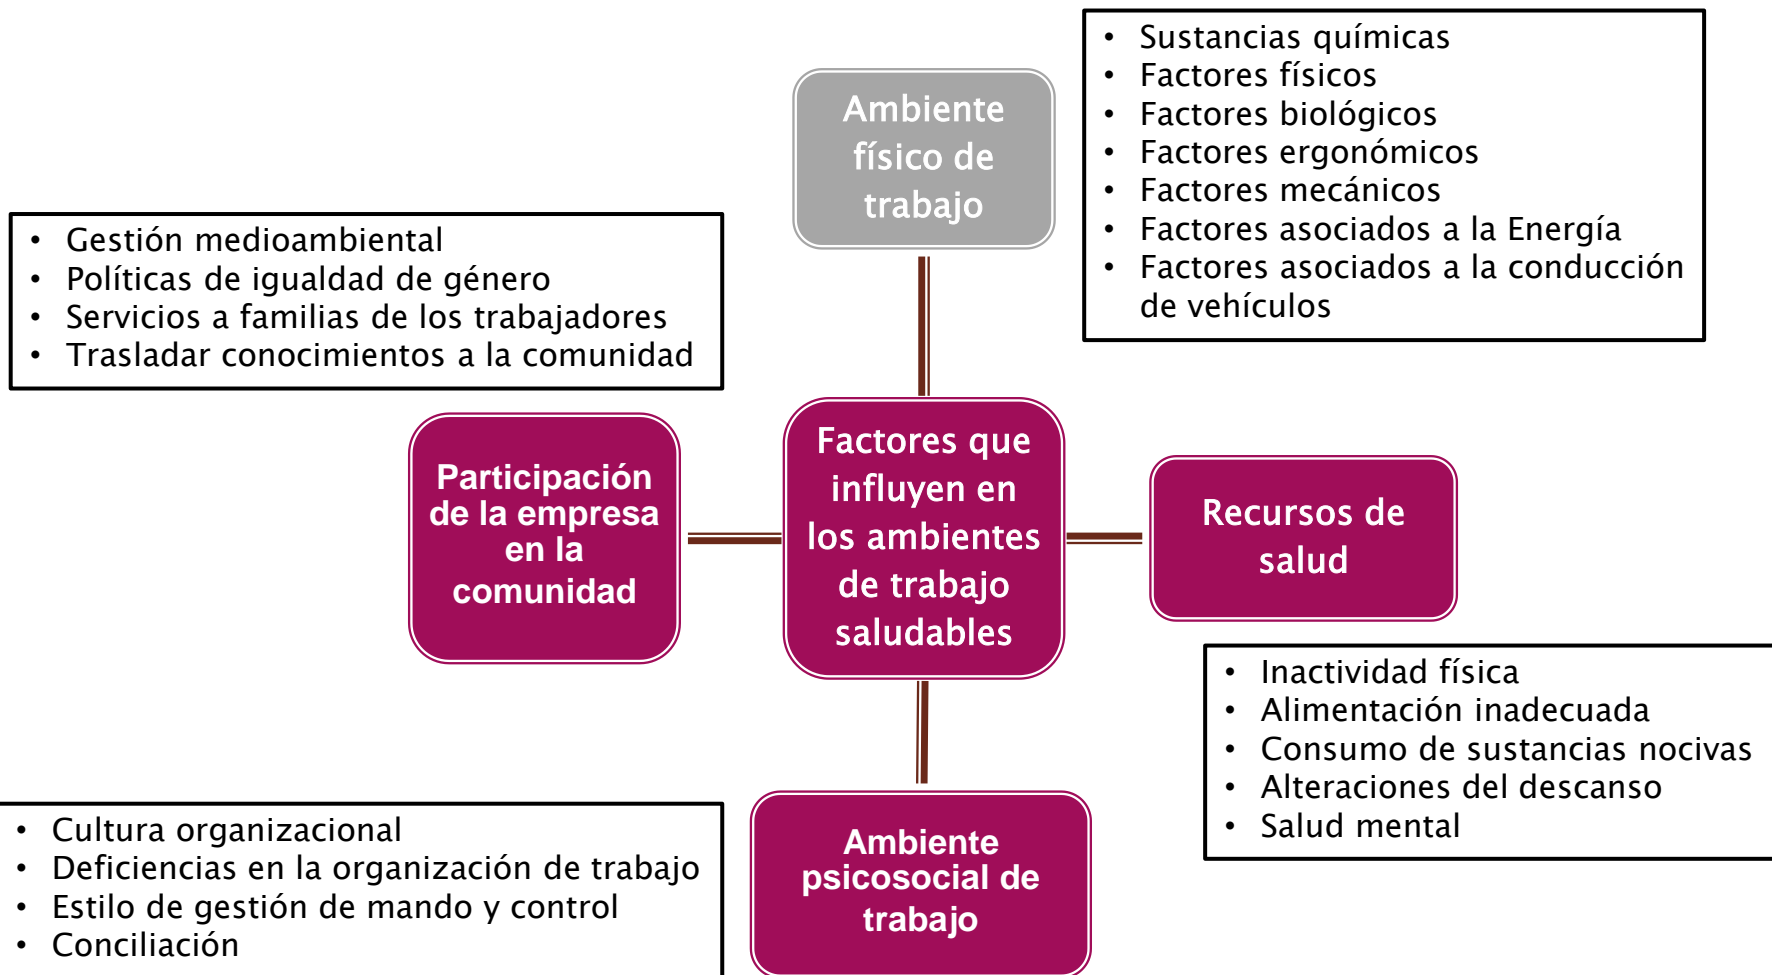 Ambiente
físico de
trabajo
• Sustancias químicas
• Factores físicos
• Factores biológicos
• Factores ergonómicos
• Factores mecánicos
• Factores asociados a la Energía
• Factores asociados a la conducción
de vehículos
• Gestión medioambiental
• Políticas de igualdad de género
• Servicios a familias de los trabajadores
• Trasladar conocimientos a la comunidad
Participación
de la empresa
en la
comunidad
Factores que
influyen en
los ambientes
de trabajo
saludables
Recursos de
salud
• Inactividad física
• Alimentación inadecuada
• Consumo de sustancias nocivas
• Alteraciones del descanso
• Salud mental
• Cultura organizacional
• Deficiencias en la organización de trabajo
• Estilo de gestión de mando y control
• Conciliación
Ambiente
psicosocial de
trabajo